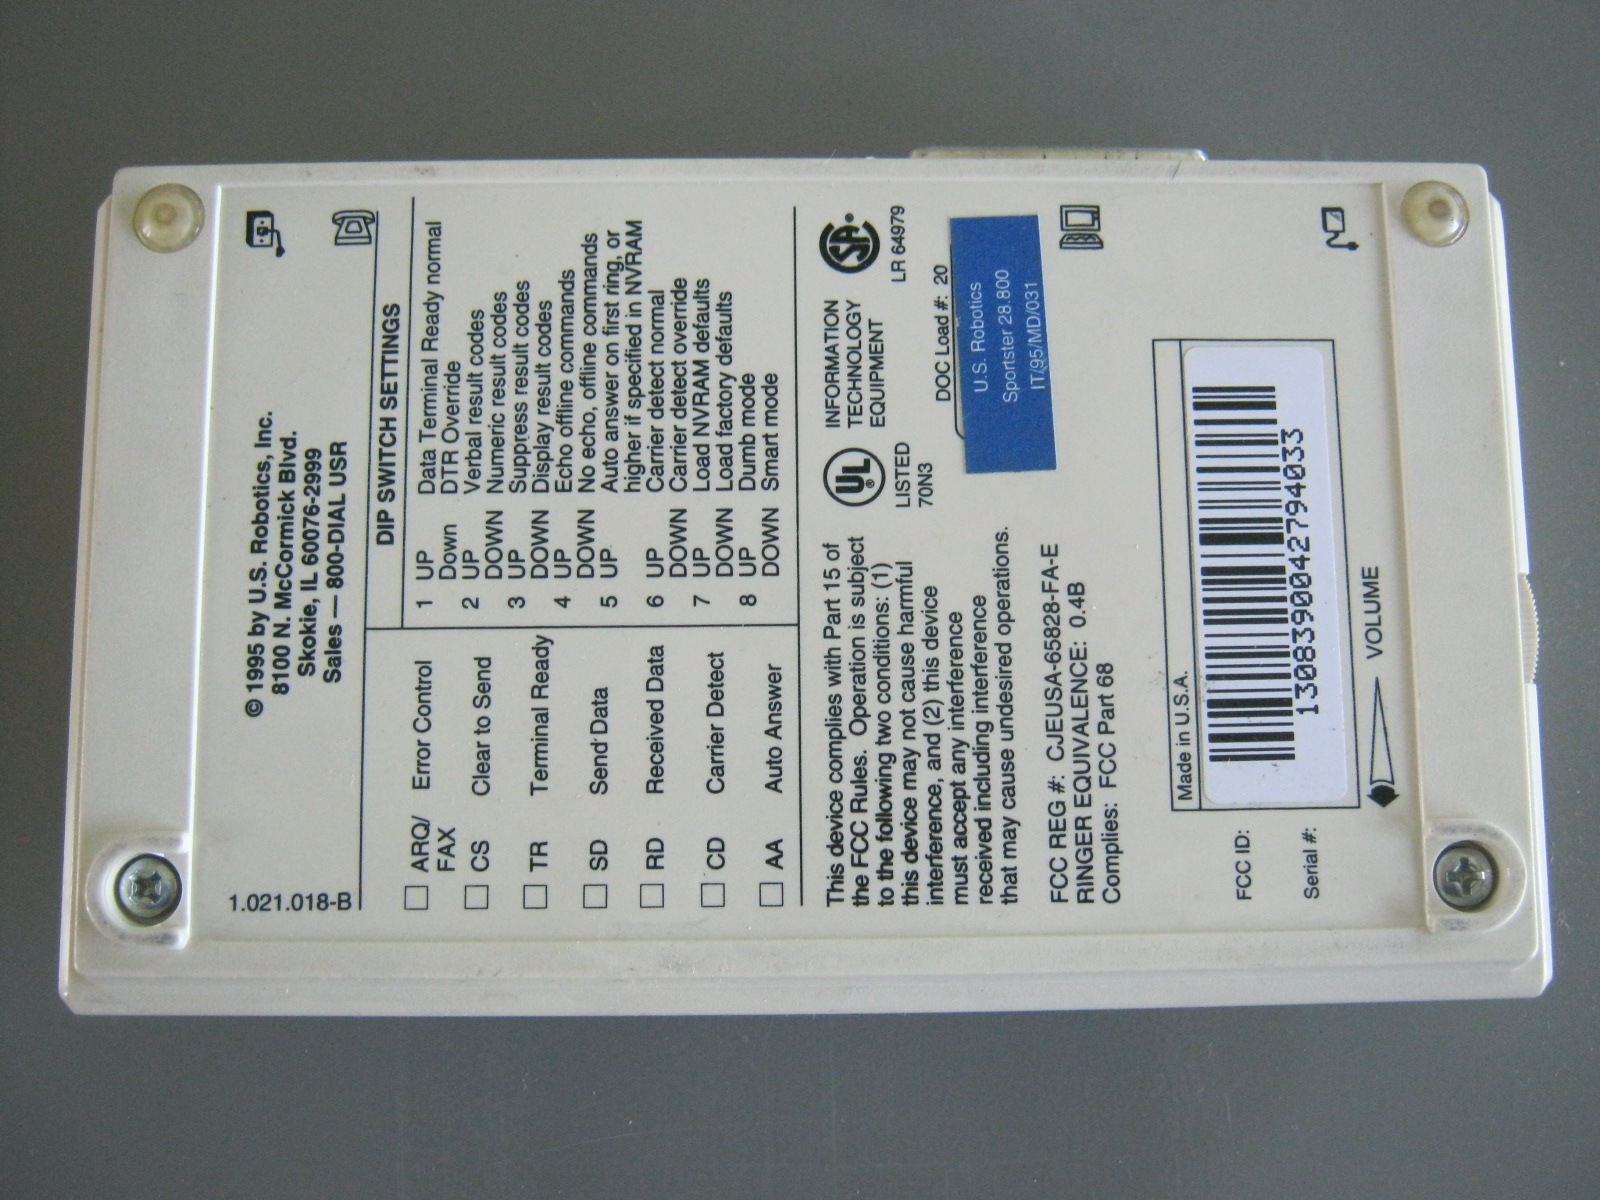 © 1995 by U.S. Robotics, Inc.
8100 N. McCormick Blvd.
Skokie, IL 60076-2999
Sales — 800-DIAL USR
1.021.018-B
ARQ/ Error Control
FAX
CS Clear to Send
TR Terminal Ready
SD Send Data
RD Received Data
CD Carrier Detect
AA Auto Answer
DIP SWITCH SETTINGS
1 UP Data Terminal Ready normal
Down DTR Override
2 UP Verbal result codes
DOWN Numeric result codes
3 UP Suppress result codes
DOWN Display result codes
4 UP Echo offline commands
DOWN No echo, offline commands
5 UP Auto answer on first ring, or
higher if specified in NVRAM
6 UP Carrier detect normal
DOWN Carrier detect override
7 UP Load NVRAM defaults
DOWN Load factory defaults
8 UP Dumb mode
DOWN Smart mode
This device complies with Part 15 of
the FCC Rules. Operation is subject
to the following two conditions: (1)
this device may not cause harmful
interference, and (2) this device
must accept any interference
received including interference
that may cause undesired operations.
FCC REG #: CJEUSA-65828-FA-E
RINGER EQUIVALENCE: 0.4B
Complies: FCC Part 68
UL ®
LISTED
70N3
INFORMATION
TECHNOLOGY
EQUIPMENT
SA ®
LR 64979
DOC Load #: 20
U.S. Robotics
Sportster 28.800
IT/95/MD/031
Made in U.S.A.
FCC ID:
Serial #:
1308390042794033
VOLUME